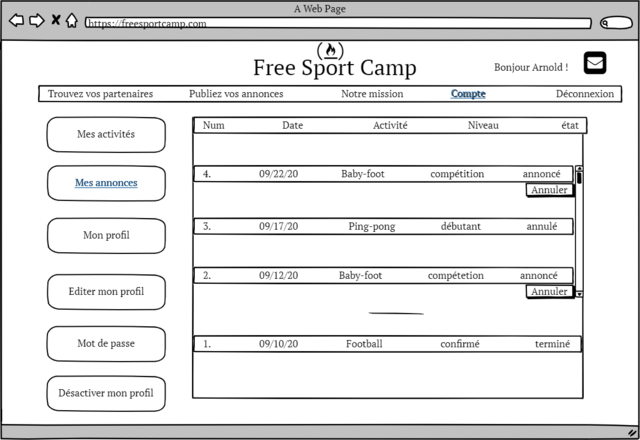 A Web Page
https://freesportcamp.com
Free Sport Camp
Bonjour Arnold !
Trouvez vos partenaires Publiez vos annonces Notre mission Compte Déconnexion
Mes activités
Mes annonces
Mon profil
Editer mon profil
Mot de passe
Désactiver mon profil
Num Date Activité Niveau état
4. 09/22/20 Baby-foot compétition annoncé
Annuler
3. 09/17/20 Ping-pong débutant annulé
2. 09/12/20 Baby-foot compétetion annoncé
Annuler
1. 09/10/20 Football confirmé terminé